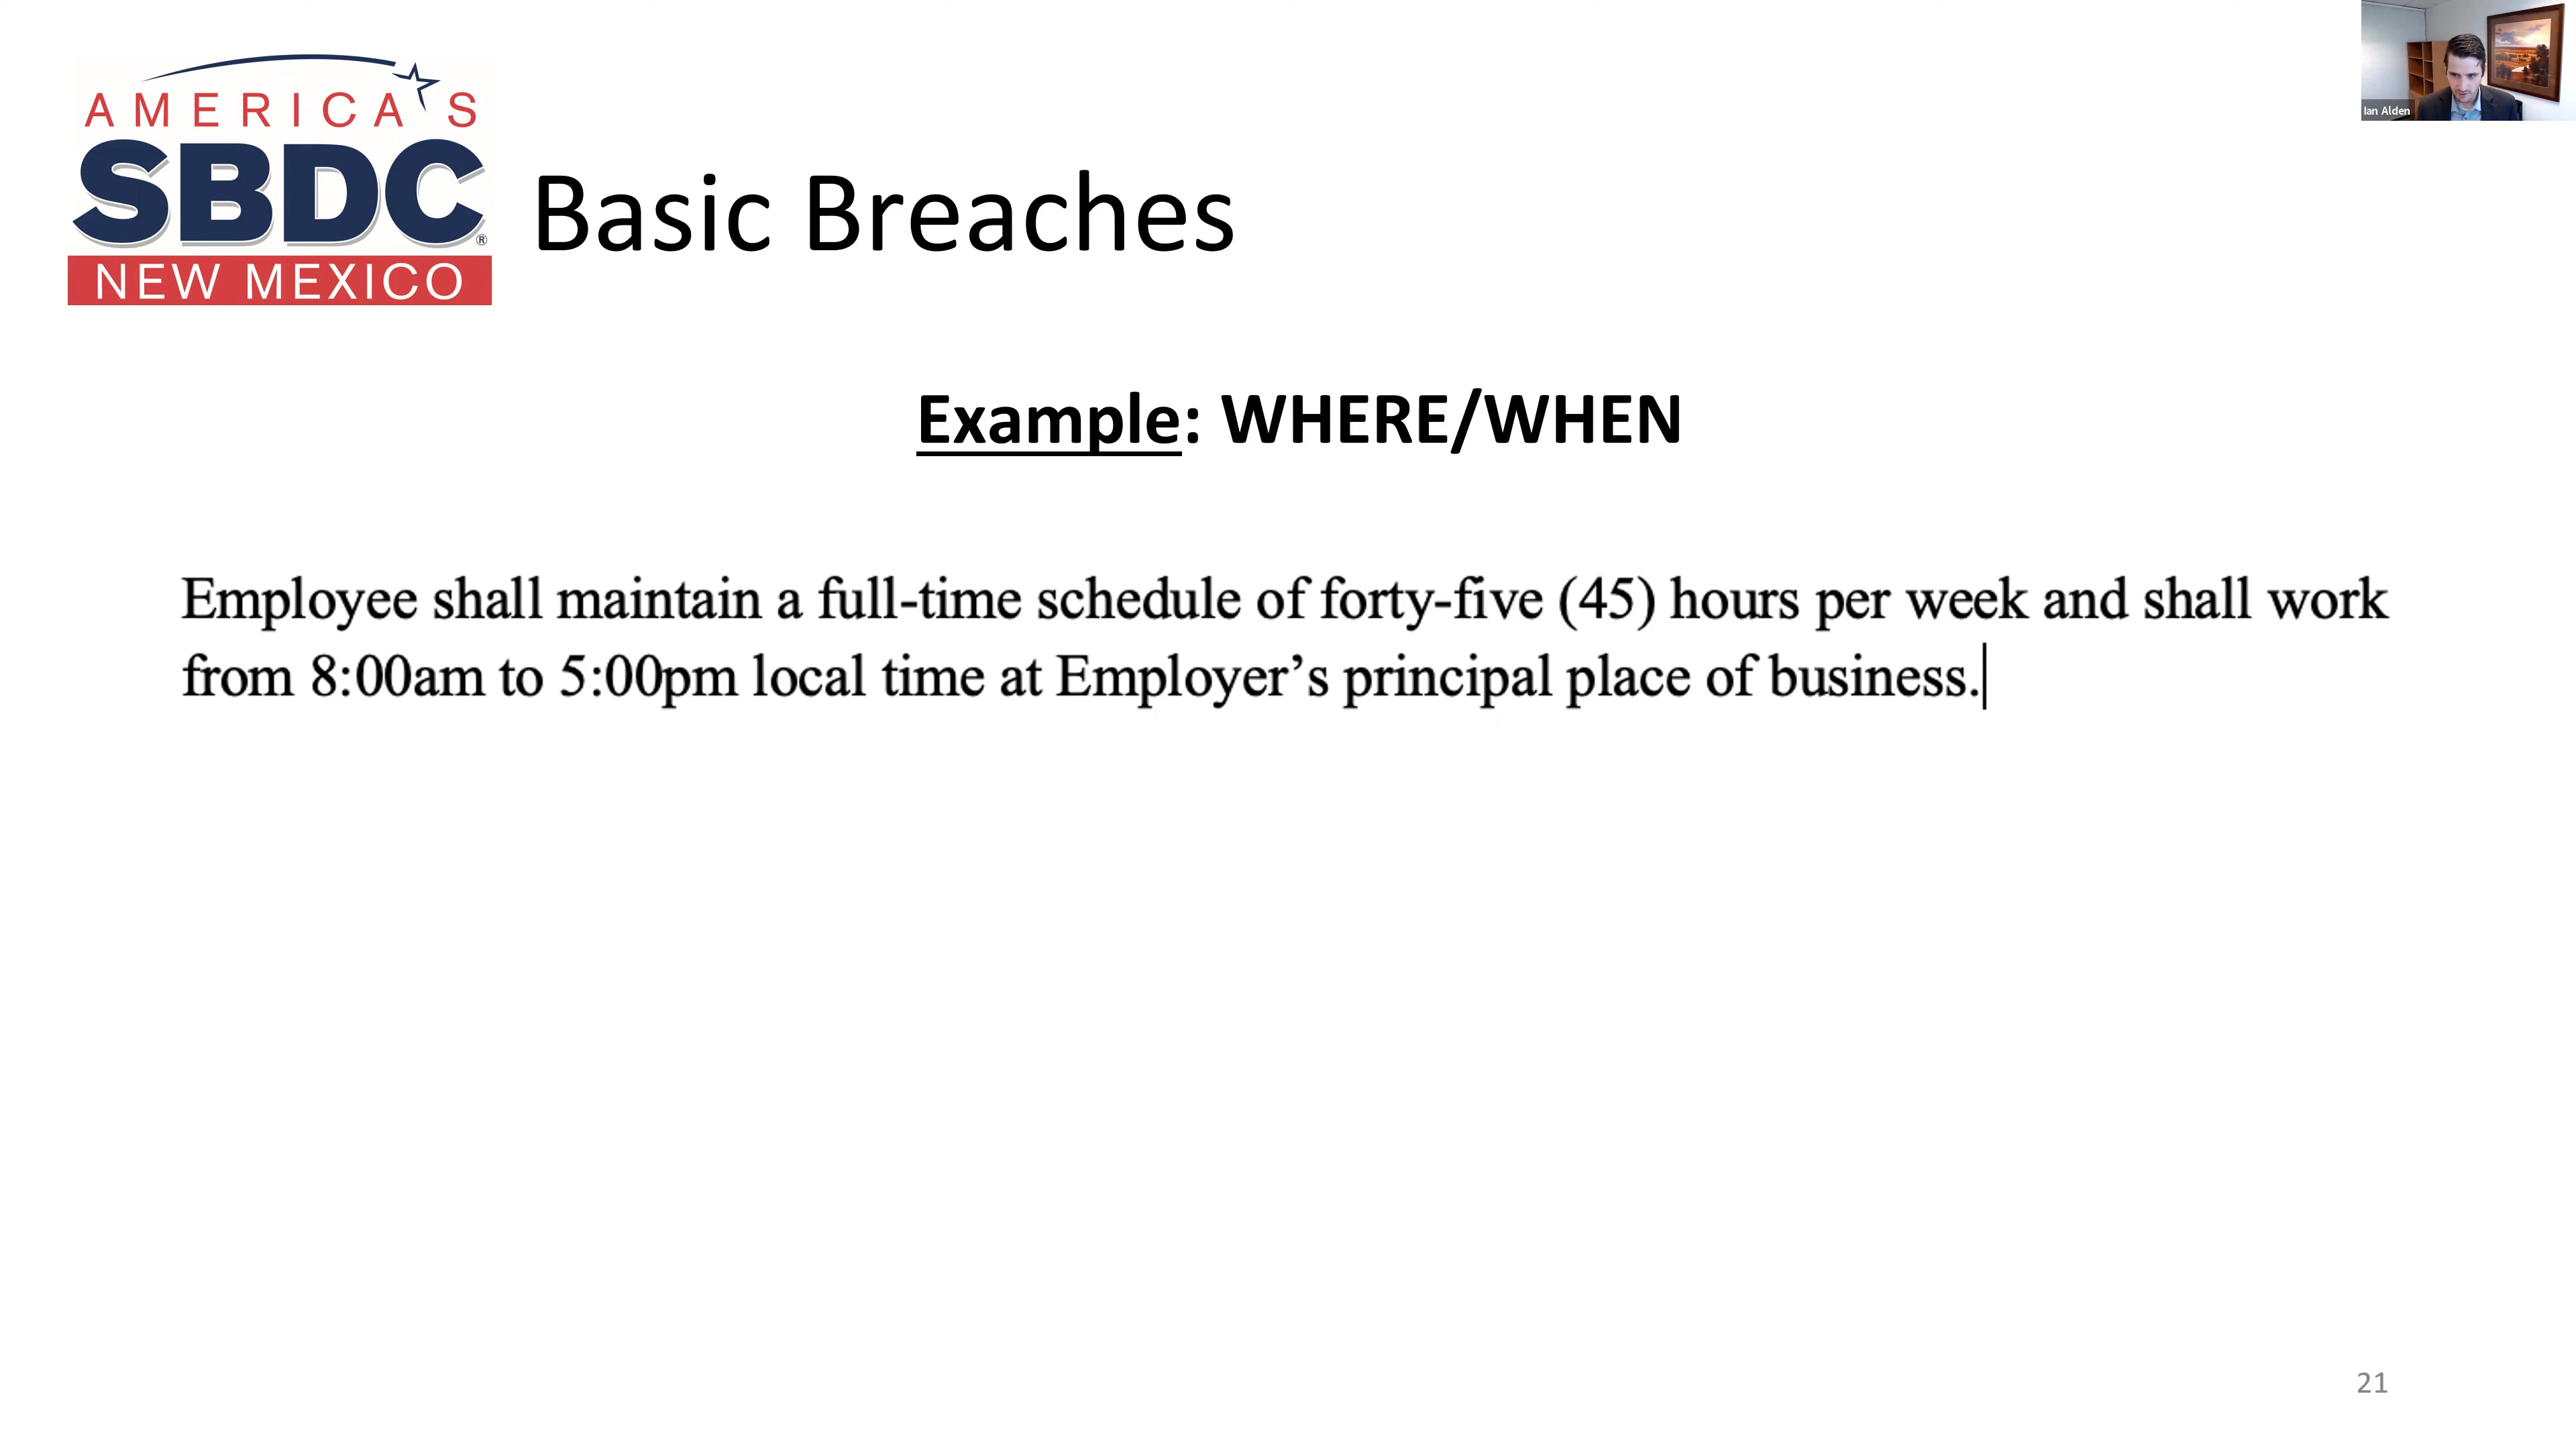 AMERICA'S
SBDC®
NEW MEXICO
Basic Breaches
Ian Alden
Example: WHERE/WHEN
Employee shall maintain a full-time schedule of forty-five (45) hours per week and shall work
from 8:00am to 5:00pm local time at Employer’s principal place of business.
21